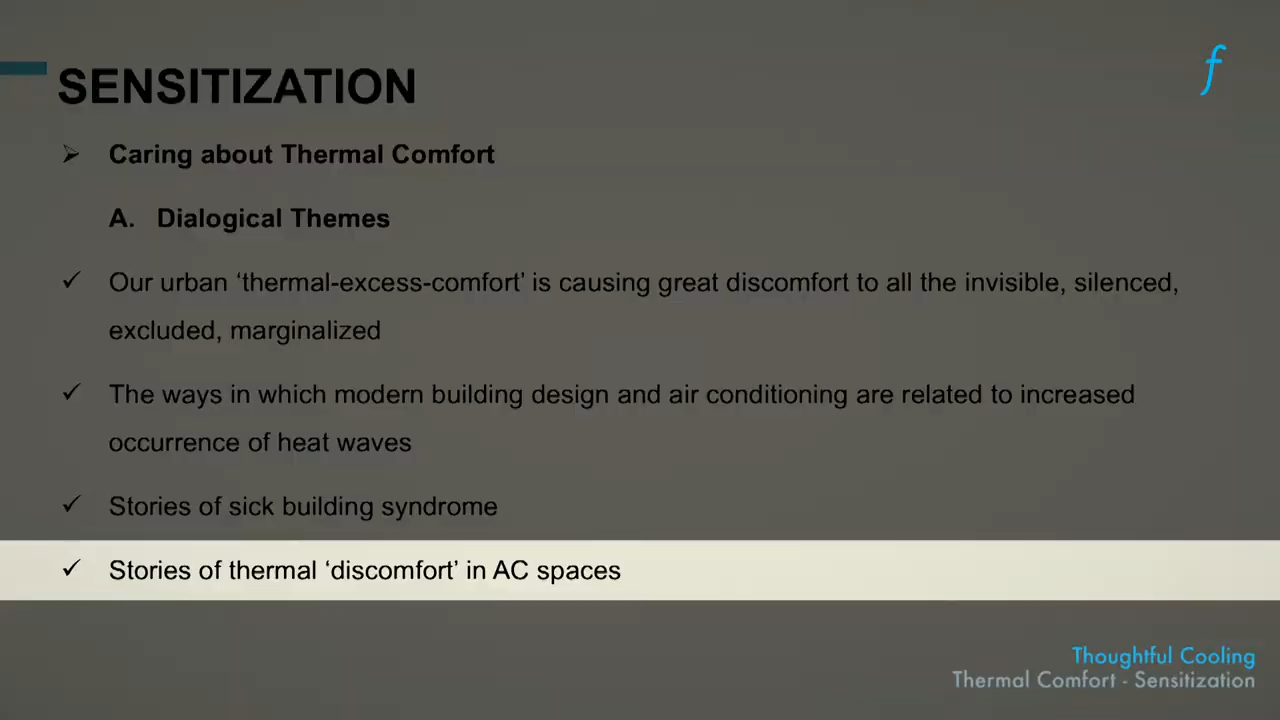 SENSITIZATION
f
➢ Caring about Thermal Comfort
A. Dialogical Themes
✓ Our urban ‘thermal-excess-comfort’ is causing great discomfort to all the invisible, silenced,
excluded, marginalized
✓ The ways in which modern building design and air conditioning are related to increased
occurrence of heat waves
✓ Stories of sick building syndrome
✓ Stories of thermal ‘discomfort’ in AC spaces
Thoughtful Cooling
Thermal Comfort - Sensitization